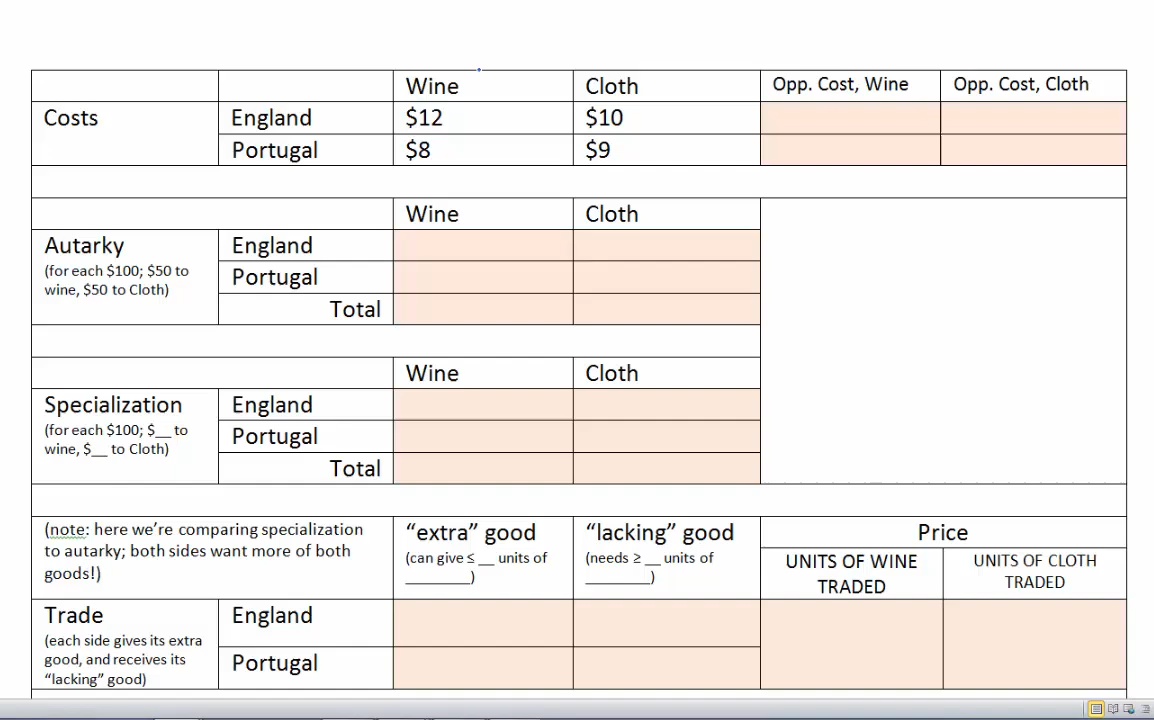 Wine Cloth Opp. Cost, Wine Opp. Cost, Cloth
Costs England $12 $10
Portugal $8 $9
Wine Cloth
Autarky England
(for each $100; $50 to
wine, $50 to Cloth)
Portugal
Total
Wine Cloth
Specialization England
(for each $100; $__ to
wine, $__ to Cloth)
Portugal
Total
(note: here we're comparing specialization
to autarky; both sides want more of both
goods!)
“extra” good
(can give ≤ __ units of
________)
“lacking” good
(needs ≥ __ units of
________)
Price
UNITS OF WINE
TRADED
UNITS OF CLOTH
TRADED
Trade England
(each side gives its extra
good, and receives its
“lacking” good)
Portugal